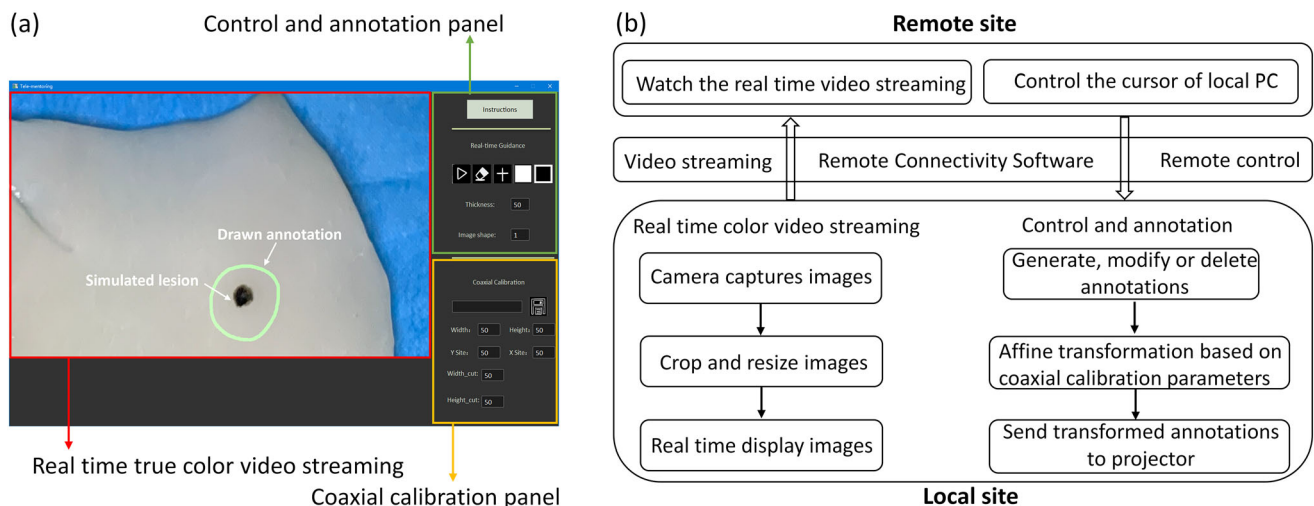 (a)
Control and annotation panel
Tele-mentoring
Instructions
Real-time Guidance
Thickness: 50
Image shape: 1
Drawn annotation
Simulated lesion
Coaxial Calibration
Width: 50 Height: 50
Y Site: 50 X Site: 50
Width_cut: 50
Height_cut: 50
Real time true color video streaming
Coaxial calibration panel
(b)
Remote site
Watch the real time video streaming
Control the cursor of local PC
Video streaming
Remote Connectivity Software
Remote control
Real time color video streaming
Camera captures images
Crop and resize images
Real time display images
Control and annotation
Generate, modify or delete
annotations
Affine transformation based on
coaxial calibration parameters
Send transformed annotations
to projector
Local site